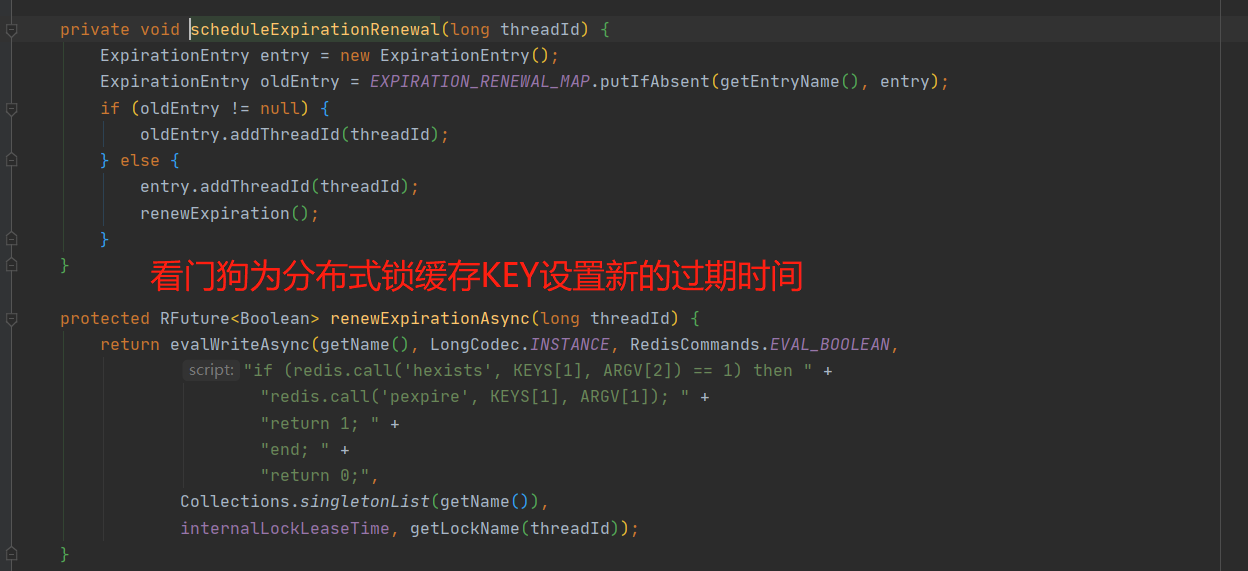 private void scheduleExpirationRenewal(long threadId) {
ExpirationEntry entry = new ExpirationEntry();
ExpirationEntry oldEntry = EXPIRATION_RENEWAL_MAP.putIfAbsent(getEntryName(), entry);
if (oldEntry != null) {
oldEntry.addThreadId(threadId);
} else {
entry.addThreadId(threadId);
renewExpiration();
}
}
看门狗为分布式锁缓存KEY设置新的过期时间
protected RFuture<Boolean> renewExpirationAsync(long threadId) {
return evalWriteAsync(getName(), LongCodec.INSTANCE, RedisCommands.EVAL_BOOLEAN,
script: "if (redis.call('hexists', KEYS[1], ARGV[2]) == 1) then " +
"redis.call('pexpire', KEYS[1], ARGV[1]); " +
"return 1; " +
"end; " +
"return 0;",
Collections.singletonList(getName()),
internalLockLeaseTime, getLockName(threadId));
}